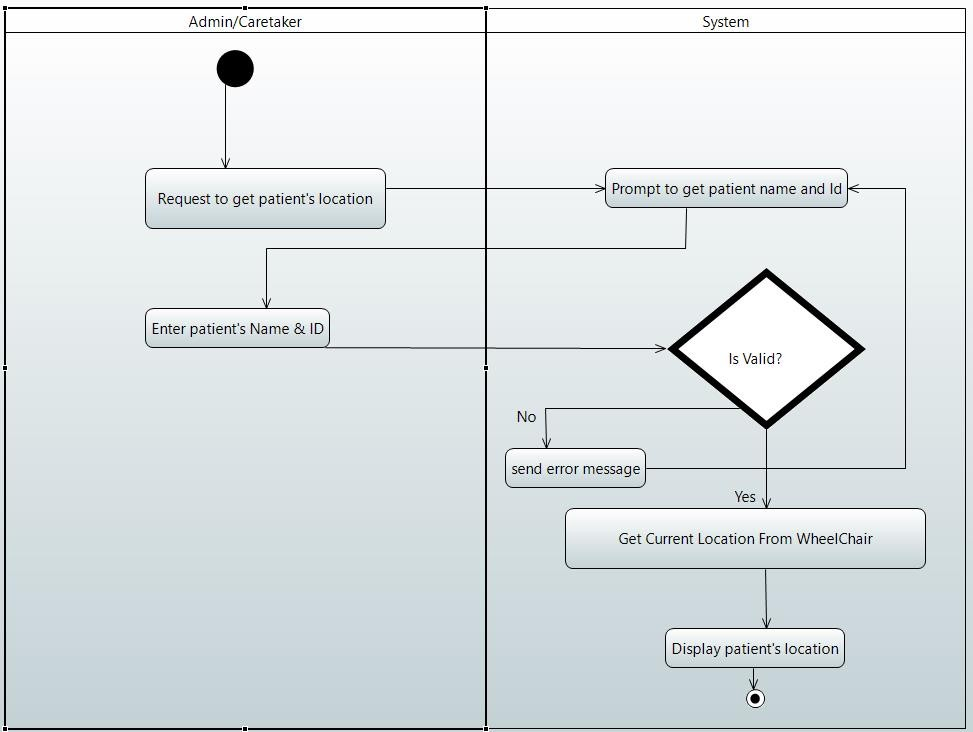 Admin/Caretaker
System
Request to get patient's location
Prompt to get patient name and Id
Enter patient's Name & ID
Is Valid?
No
send error message
Yes
Get Current Location From WheelChair
Display patient's location